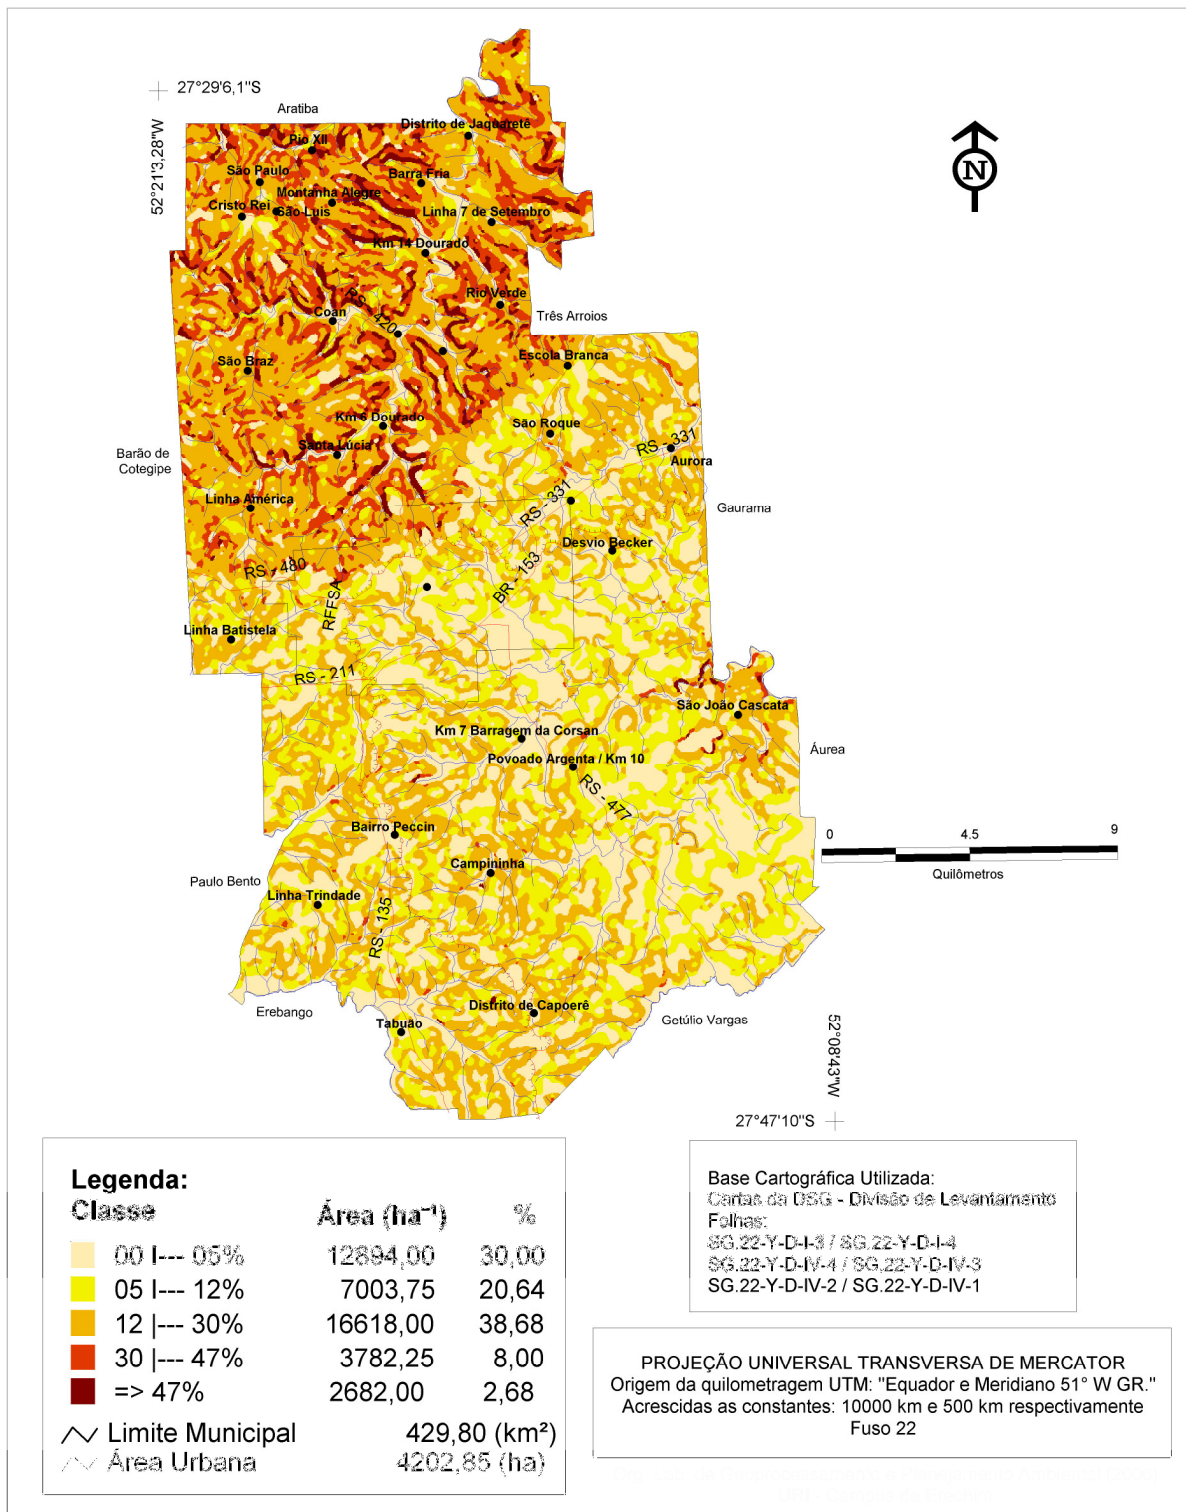 27°29'6,1"S
52°21'3,28"W
Aratiba
Distrito de Jaquaretê
Pio XII
São Paulo
Barra Fria
Montanha Alegre
Cristo Rei
São Luis
Linha 7 de Setembro
Km 14 Dourado
Rio Verde
RS - 420
Coan
Três Arroios
Escola Branca
São Braz
Km 6 Dourado
São Roque
RS - 331
Santa Lúcia
Aurora
Barão de
Cotegipe
Linha América
RS - 331
Gaurama
Desvio Becker
RS - 480
BR - 153
RFFSA
Linha Batistela
RS - 211
São João Cascata
Km 7 Barragem da Corsan
Áurea
Povoado Argenta / Km 10
RS - 477
Bairro Peccin
Campininha
Paulo Bento
Linha Trindade
RS - 135
Distrito de Capoerê
Erebango
Tabuão
Getúlio Vargas
N
0 4.5 9
Quilômetros
52°08'43"W
27°47'10"S
Legenda:
Classe Área (ha⁻¹) %
00 I--- 05% 12894,00 30,00
05 I--- 12% 7003,75 20,64
12 |--- 30% 16618,00 38,68
30 |--- 47% 3782,25 8,00
=> 47% 2682,00 2,68
Limite Municipal 429,80 (km²)
Área Urbana 4202,85 (ha)
Base Cartográfica Utilizada:
Cartas da DSG - Divisão de Levantamento
Folhas:
SG.22-Y-D-I-3 / SG.22-Y-D-I-4
SG.22-Y-D-IV-4 / SG.22-Y-D-IV-3
SG.22-Y-D-IV-2 / SG.22-Y-D-IV-1
PROJEÇÃO UNIVERSAL TRANSVERSA DE MERCATOR
Origem da quilometragem UTM: "Equador e Meridiano 51° W GR."
Acrescidas as constantes: 10000 km e 500 km respectivamente
Fuso 22